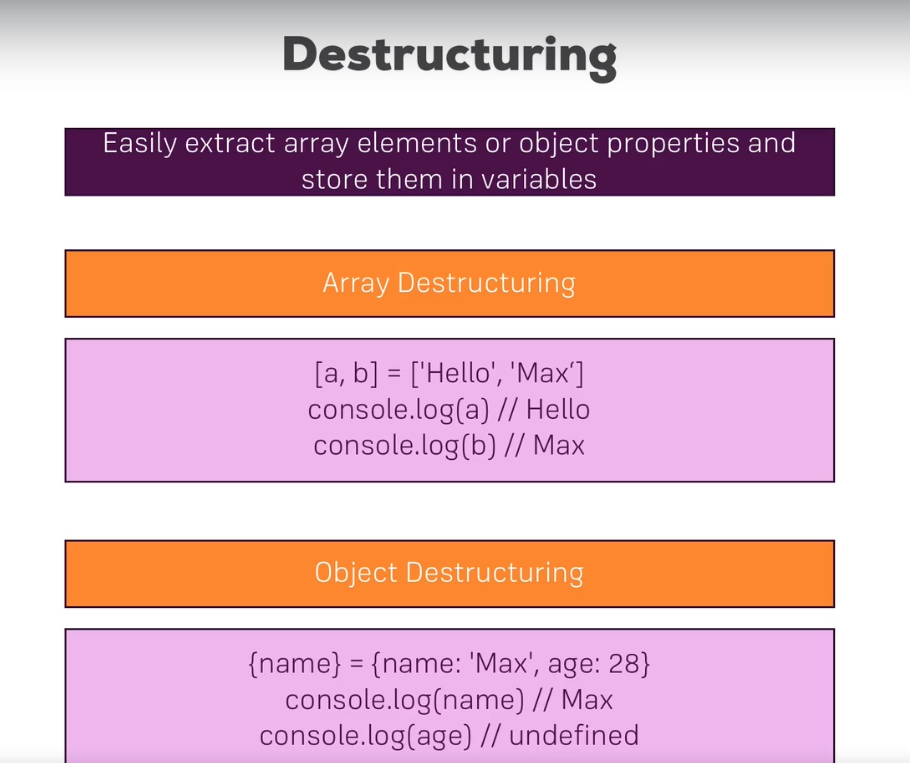 Destructuring
Easily extract array elements or object properties and
store them in variables
Array Destructuring
[a, b] = ['Hello', 'Max‘]
console.log(a) // Hello
console.log(b) // Max
Object Destructuring
{name} = {name: 'Max', age: 28}
console.log(name) // Max
console.log(age) // undefined